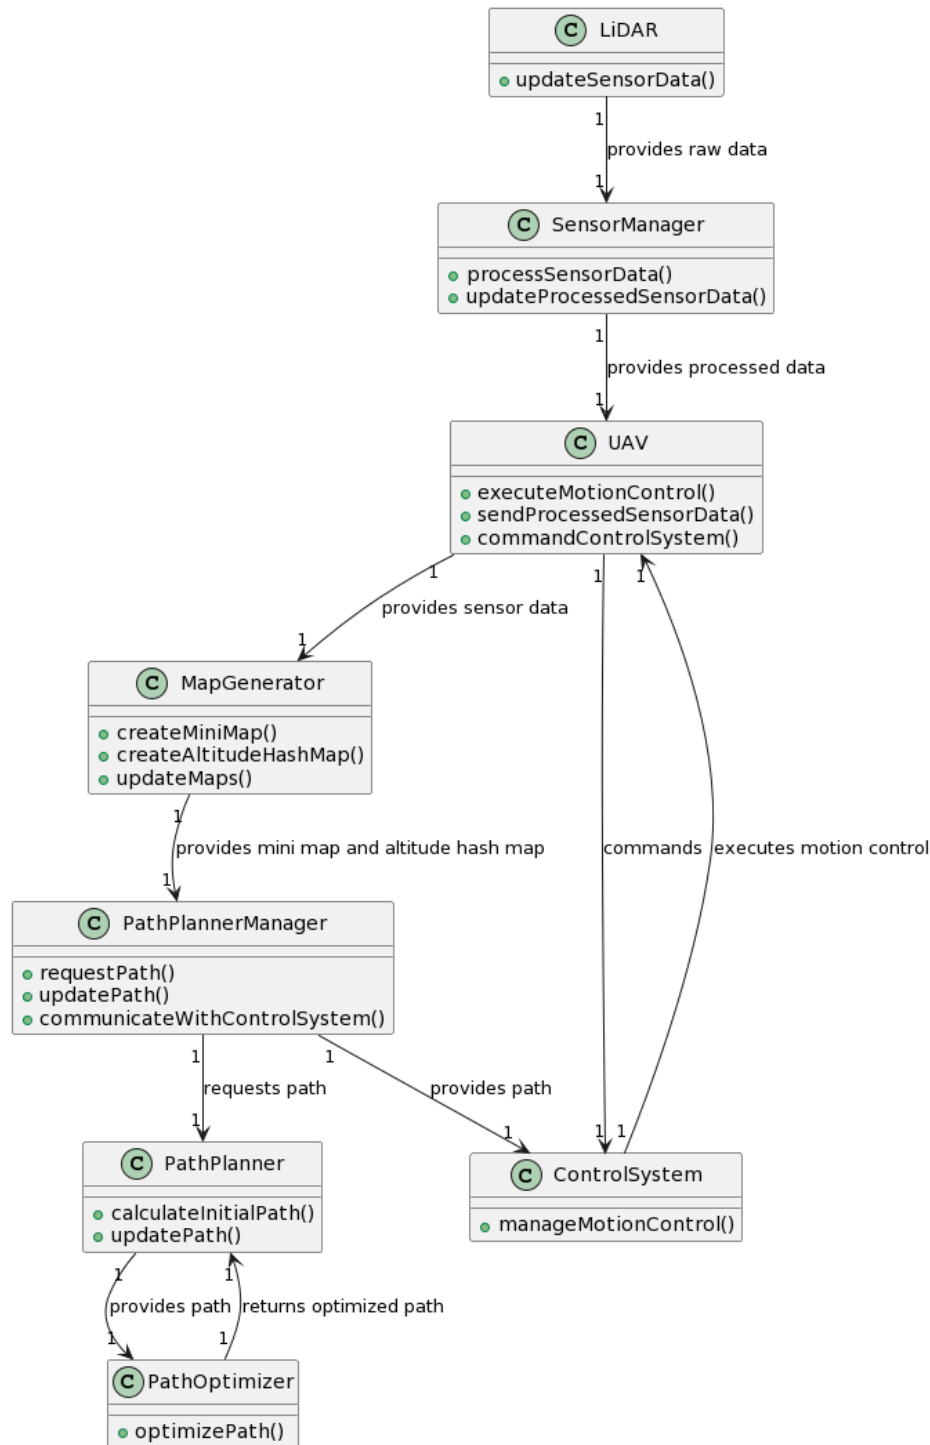 C LiDAR
updateSensorData()
1
provides raw data
1
C SensorManager
processSensorData()
updateProcessedSensorData()
1
provides processed data
1
C UAV
executeMotionControl()
sendProcessedSensorData()
commandControlSystem()
1 1 1
provides sensor data
1
C MapGenerator
createMiniMap()
createAltitudeHashMap()
updateMaps()
1
provides mini map and altitude hash map
commands
executes motion control
1
C PathPlannerManager
requestPath()
updatePath()
communicateWithControlSystem()
1 1
requests path
provides path
1 1 1 1
C PathPlanner
calculateInitialPath()
updatePath()
C ControlSystem
manageMotionControl()
1 1
provides path
returns optimized path
1 1
C PathOptimizer
optimizePath()